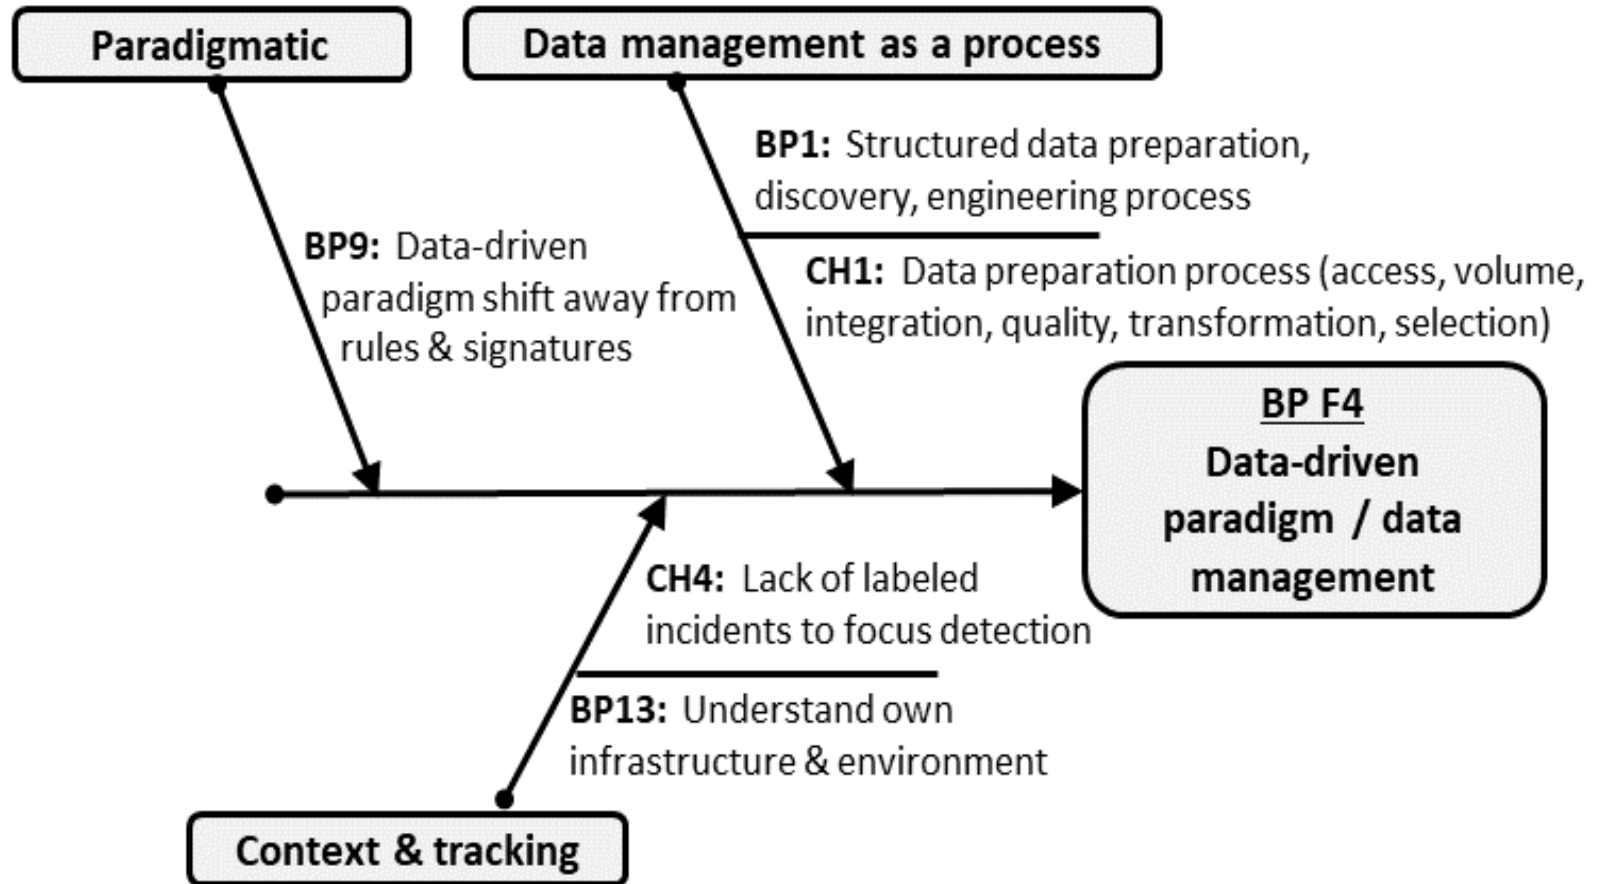 Paradigmatic
Data management as a process
BP1: Structured data preparation,
discovery, engineering process
BP9: Data-driven
paradigm shift away from
rules & signatures
CH1: Data preparation process (access, volume,
integration, quality, transformation, selection)
BP F4
Data-driven
paradigm / data
management
CH4: Lack of labeled
incidents to focus detection
BP13: Understand own
infrastructure & environment
Context & tracking